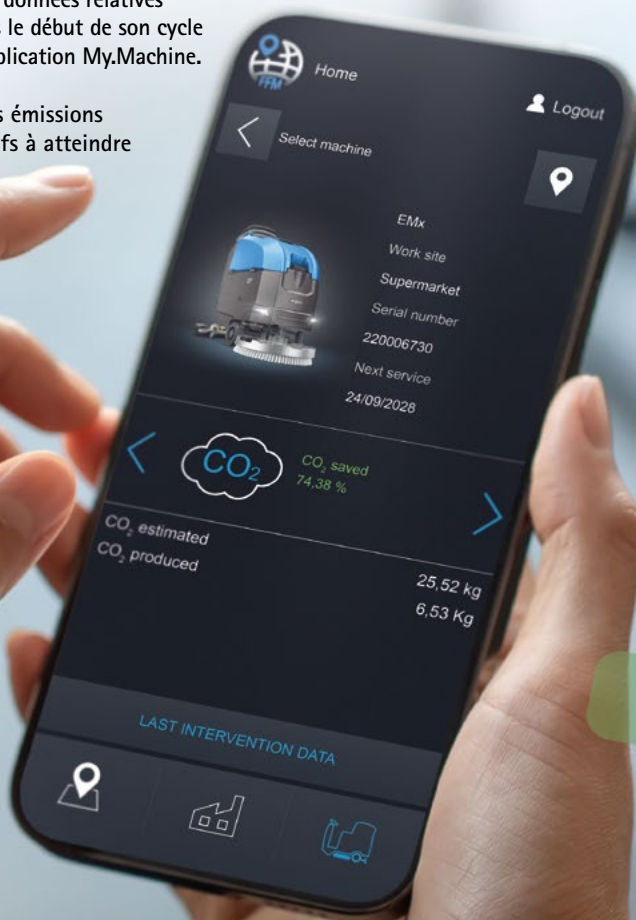 données relatives
le début de son cycle
plication My.Machine.
émissions
fs à atteindre
FFM
Home
Logout
Select machine
EMx
Work site
Supermarket
Serial number
220006730
Next service
24/09/2028
CO₂
CO₂ saved
74,38 %
CO₂ estimated
25,52 kg
CO₂ produced
6,53 Kg
LAST INTERVENTION DATA